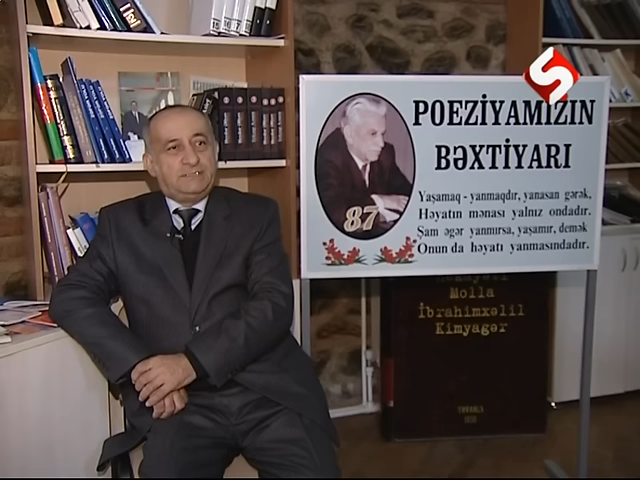 S
POEZİYAMIZIN
BƏXTİYARI
Yaşamaq - yanmaqdır, yanasan gərək,
Həyatın mənası yalnız ondadır.
Şam əgər yanmırsa, yaşamır, demək
Onun da həyatı yanmasındadır.
87
Molla
İbrahimxəlil
Kimyagər